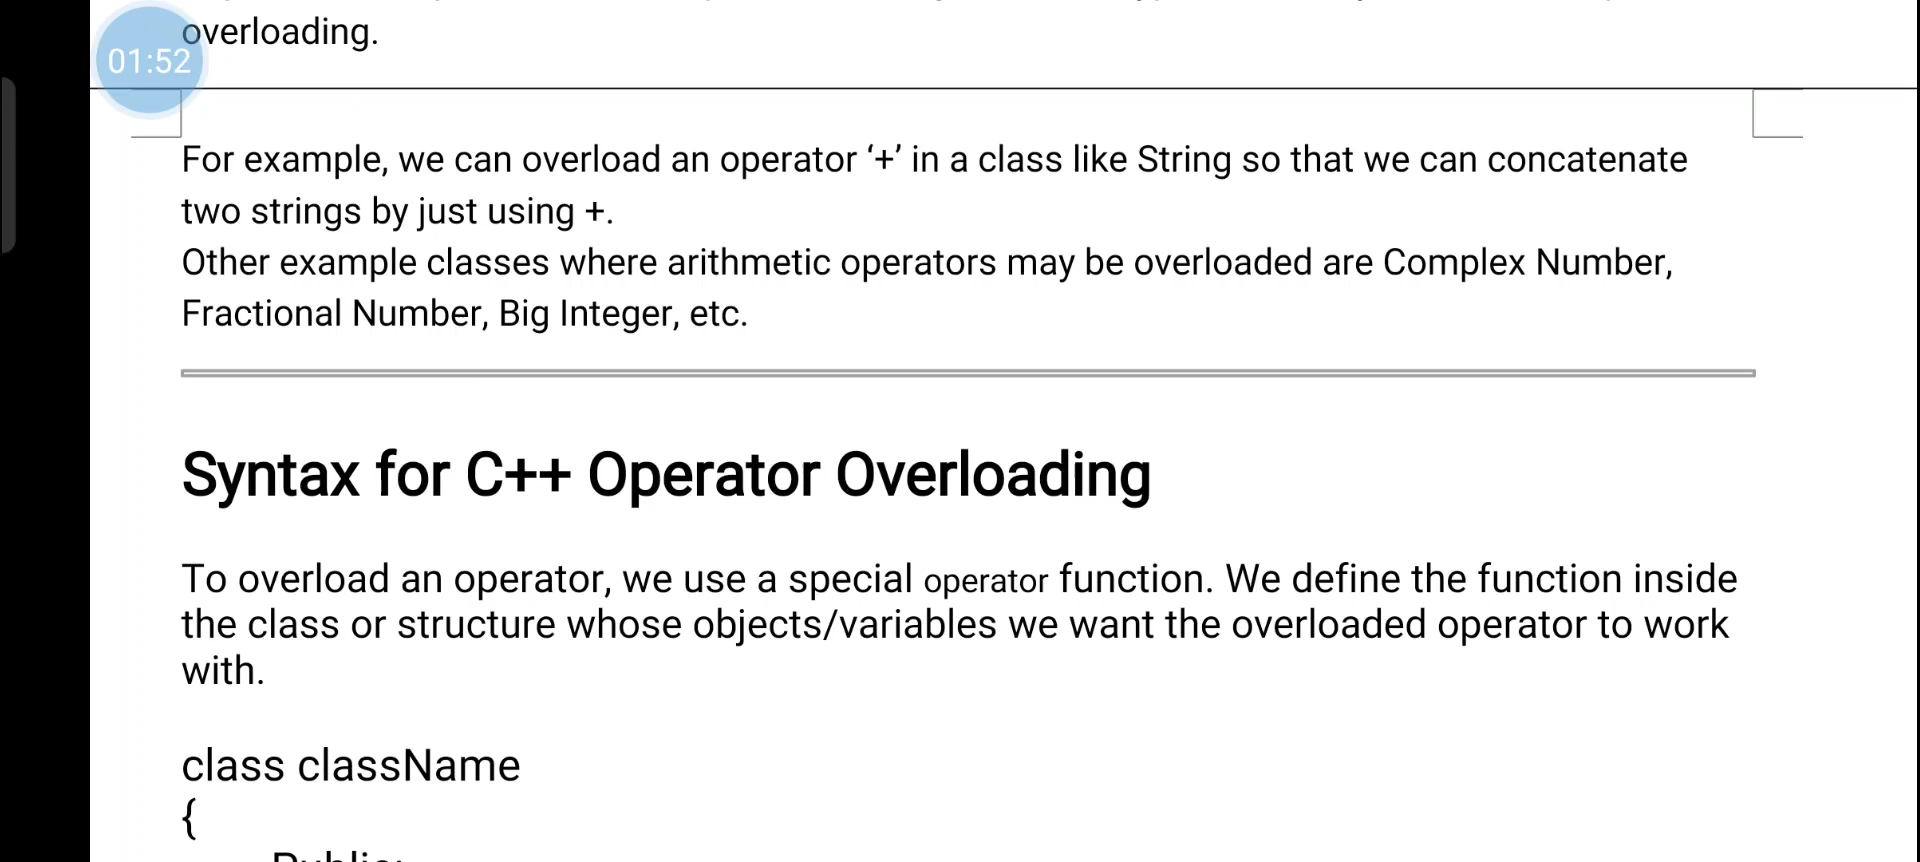 overloading.
01:52
For example, we can overload an operator ‘+’ in a class like String so that we can concatenate
two strings by just using +.
Other example classes where arithmetic operators may be overloaded are Complex Number,
Fractional Number, Big Integer, etc.
Syntax for C++ Operator Overloading
To overload an operator, we use a special operator function. We define the function inside
the class or structure whose objects/variables we want the overloaded operator to work
with.
class className
{
Public: